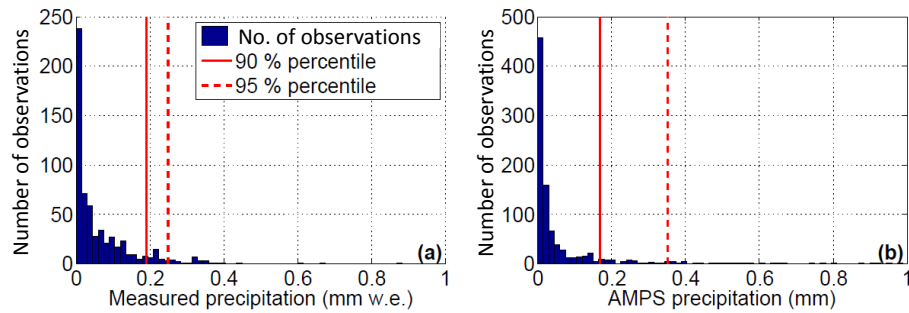 250
200
150
100
50
0
Number of observations
No. of observations
90 % percentile
95 % percentile
(a)
0 0.2 0.4 0.6 0.8 1
Measured precipitation (mm w.e.)
500
400
300
200
100
0
Number of observations
(b)
0 0.2 0.4 0.6 0.8 1
AMPS precipitation (mm)